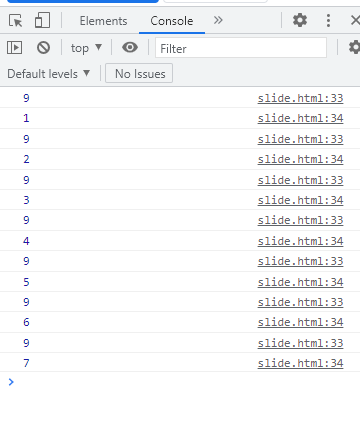 Elements Console »
top ▼ Filter
Default levels ▼ No Issues
9 slide.html:33
1 slide.html:34
9 slide.html:33
2 slide.html:34
9 slide.html:33
3 slide.html:34
9 slide.html:33
4 slide.html:34
9 slide.html:33
5 slide.html:34
9 slide.html:33
6 slide.html:34
9 slide.html:33
7 slide.html:34
>